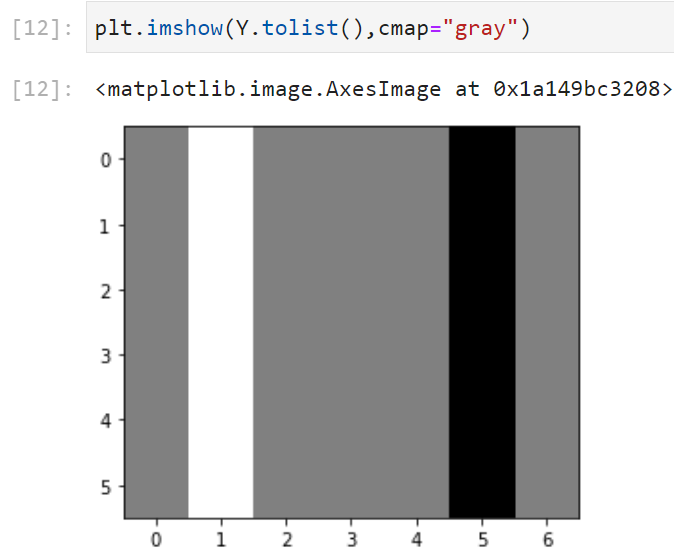 [12]: plt.imshow(Y.tolist(),cmap="gray")
[12]: <matplotlib.image.AxesImage at 0x1a149bc3208>
0
1
2
3
4
5
0 1 2 3 4 5 6